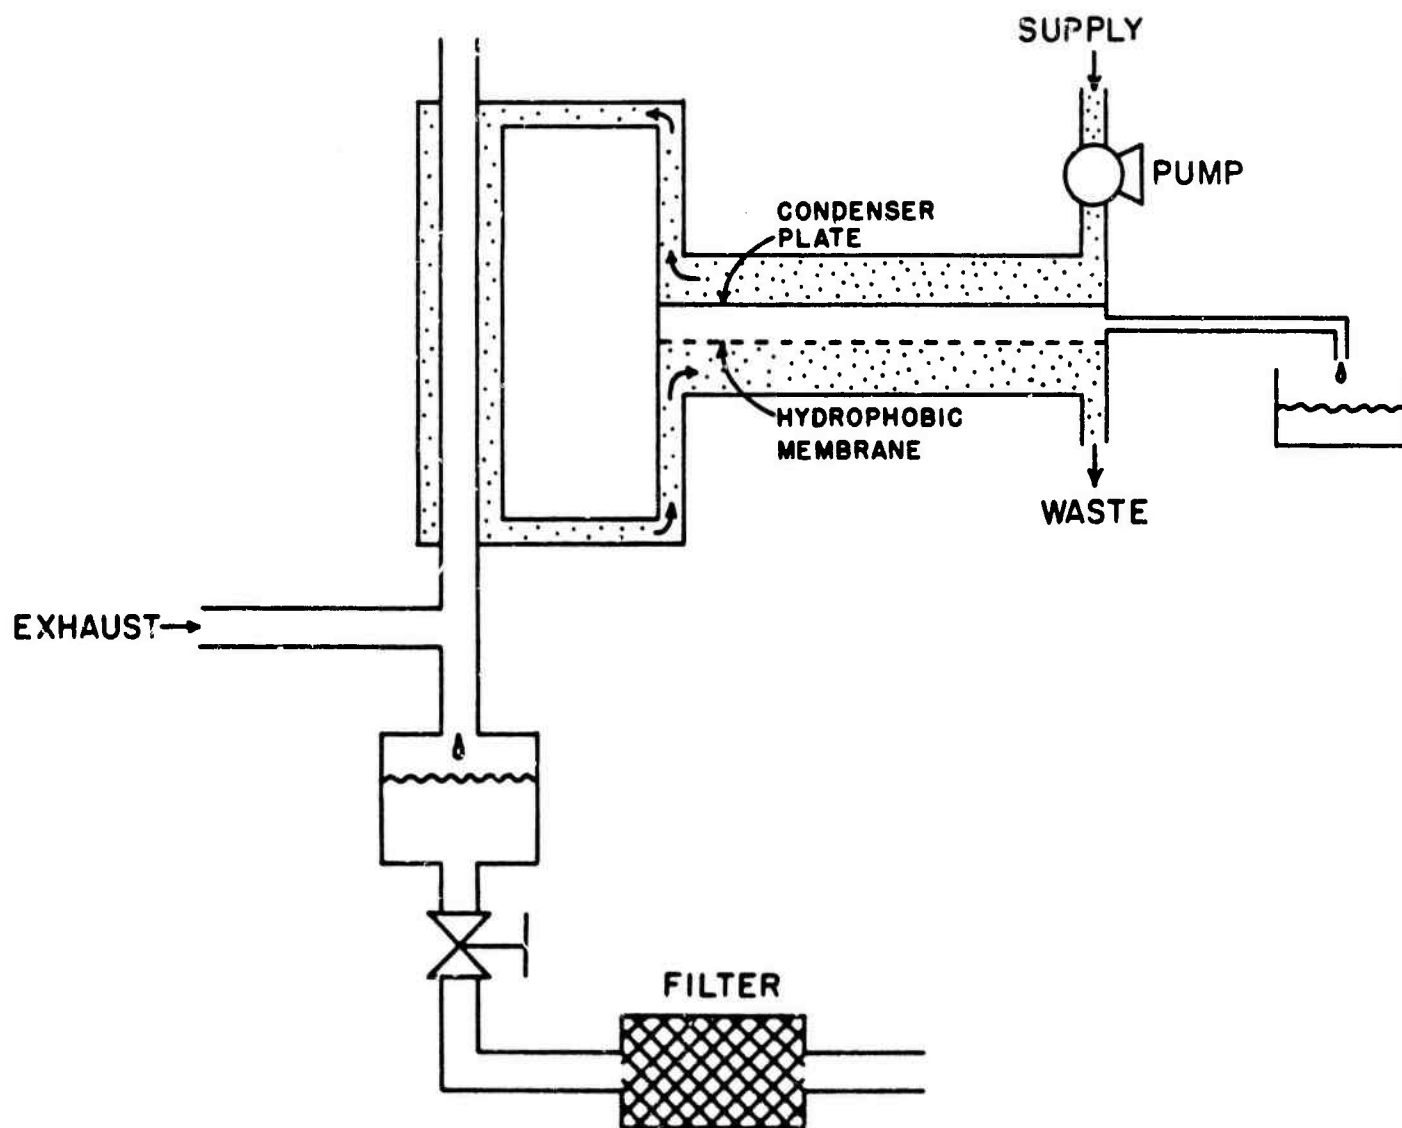 SUPPLY
PUMP
CONDENSER
PLATE
HYDROPHOBIC
MEMBRANE
WASTE
EXHAUST
FILTER